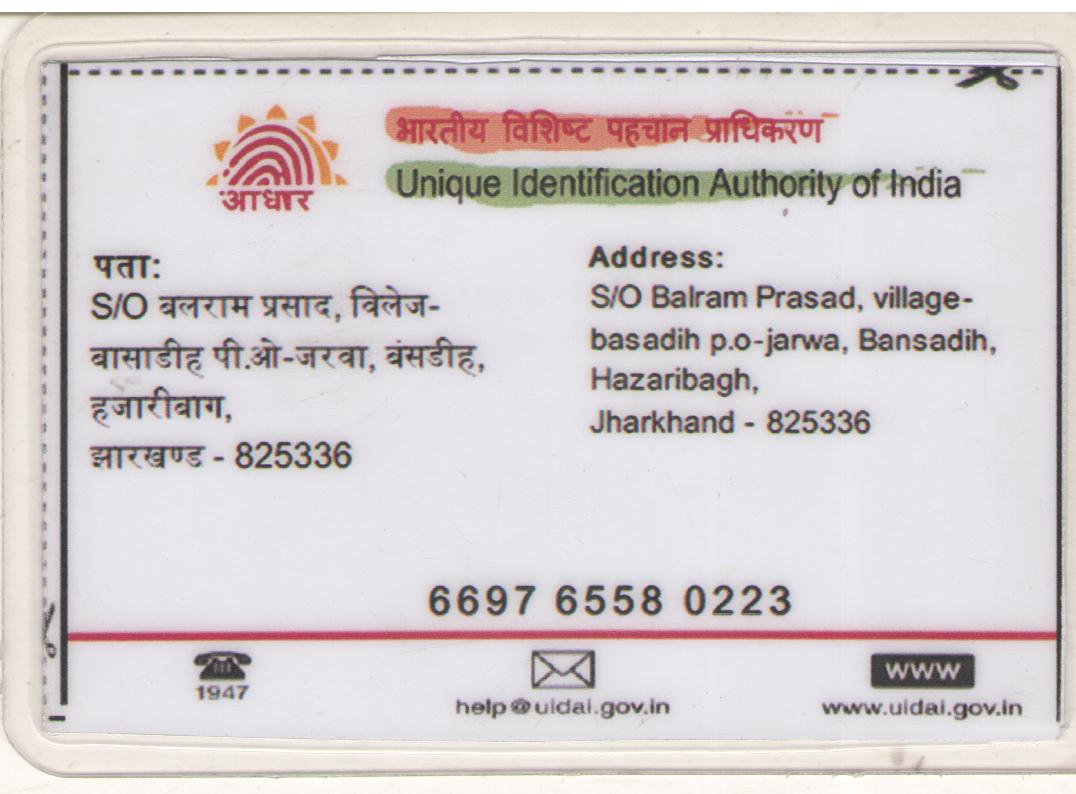 भारतीय विशिष्ट पहचान प्राधिकरण
Unique Identification Authority of India
आधार
पता:
S/O बलराम प्रसाद, विलेज-
बासाडीह पी.ओ-जरवा, बंसडीह,
हजारीबाग,
झारखण्ड - 825336
Address:
S/O Balram Prasad, village-
basadih p.o-jarwa, Bansadih,
Hazaribagh,
Jharkhand - 825336
6697 6558 0223
1947
help@uidai.gov.in
www
www.uidai.gov.in